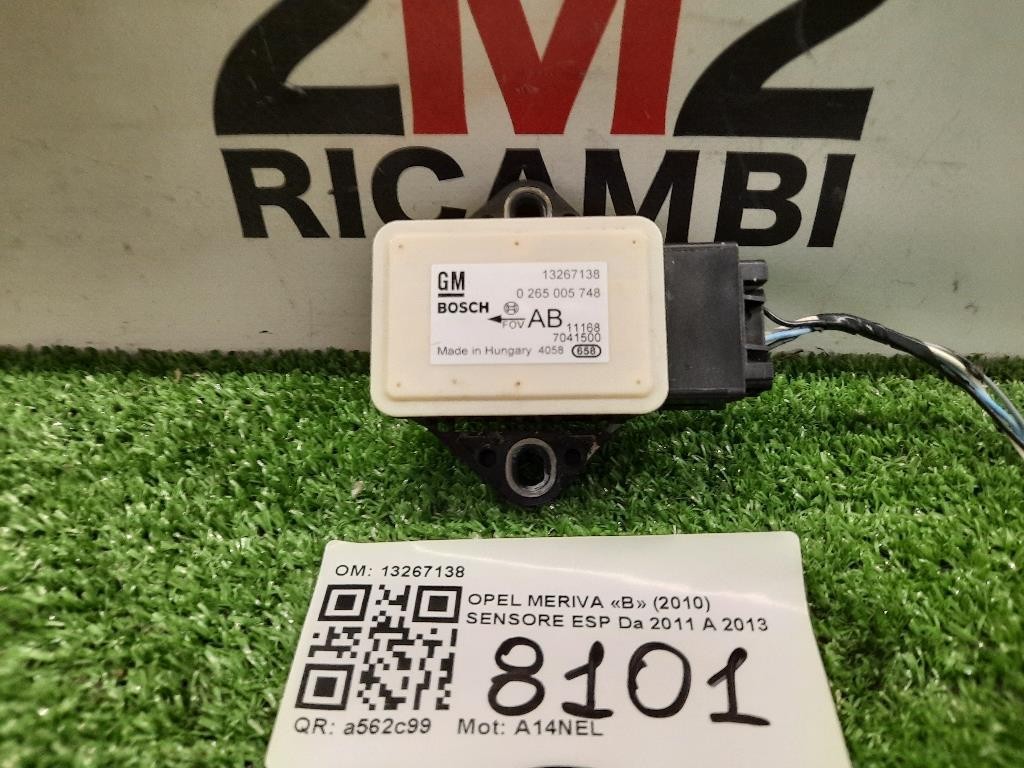 2M2
RICAMBI
GM
13267138
0 265 005 748
BOSCH
FOV
AB
11168
7041500
Made in Hungary 4058 658
OM: 13267138
OPEL MERIVA «B» (2010)
SENSORE ESP Da 2011 A 2013
8101
QR: a562c99 Mot: A14NEL